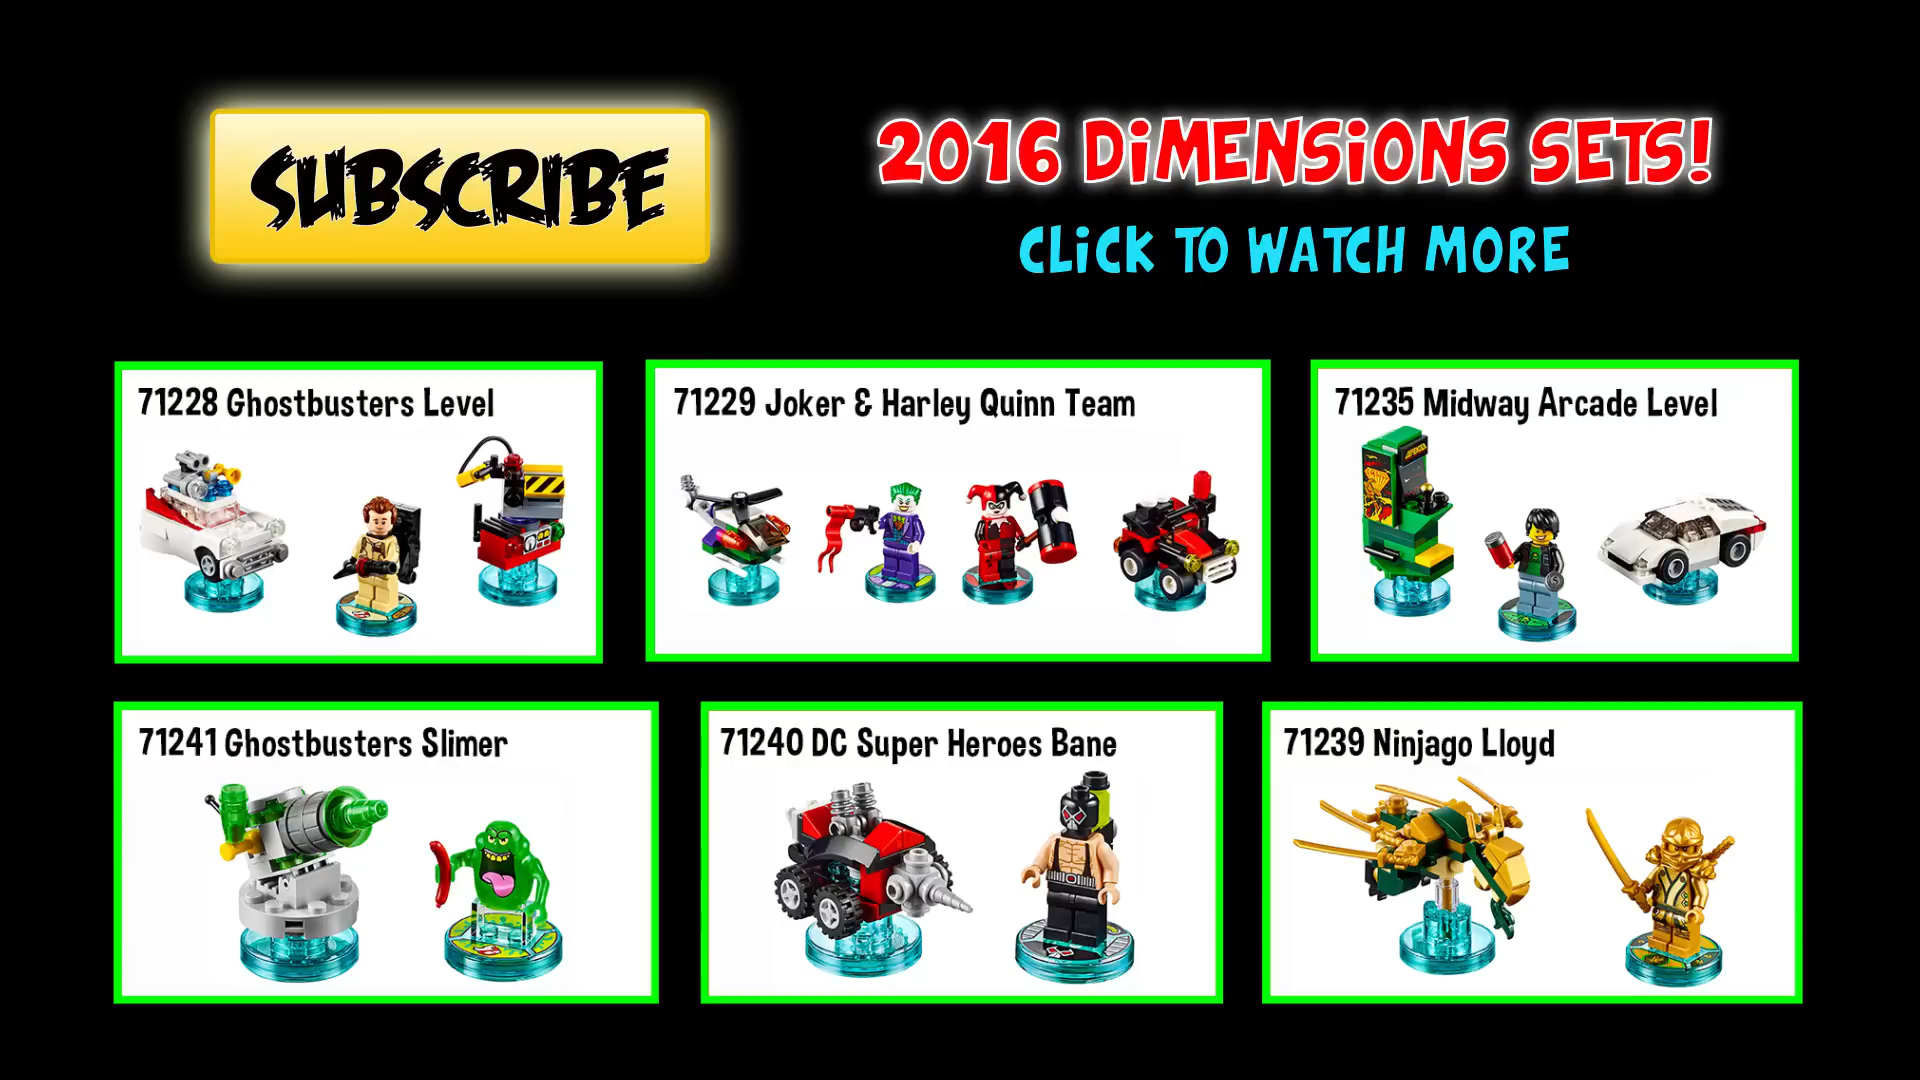 SUBSCRIBE
2016 DiMENSiONS SETS!
CLiCK TO WATCH MORE
71228 Ghostbusters Level
71229 Joker & Harley Quinn Team
71235 Midway Arcade Level
71241 Ghostbusters Slimer
71240 DC Super Heroes Bane
71239 Ninjago Lloyd